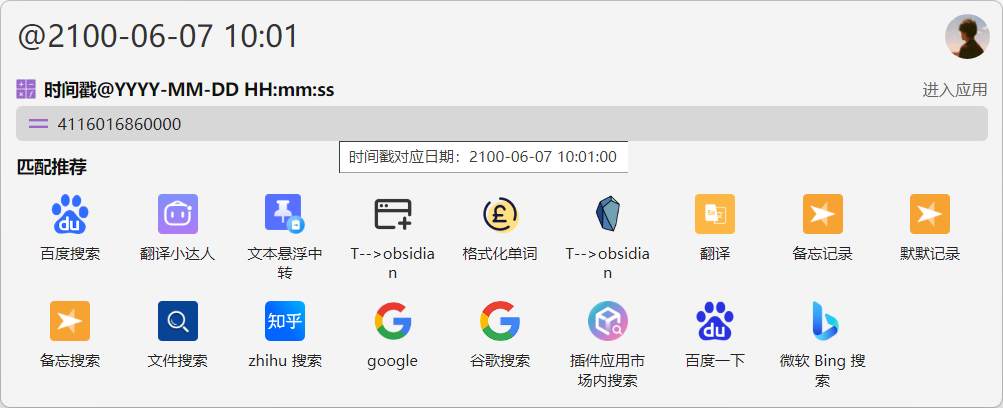 @2100-06-07 10:01
时间戳@YYYY-MM-DD HH:mm:ss
进入应用
4116016860000
时间戳对应日期：2100-06-07 10:01:00
匹配推荐
du
En
百度搜索
翻译小达人
文本悬浮中
转
T-->obsidia
n
格式化单词
T-->obsidia
n
翻译
备忘记录
默默记录
知乎
du
备忘搜索
文件搜索
zhihu 搜索
google
谷歌搜索
插件应用市
场内搜索
百度一下
微软 Bing 搜
索